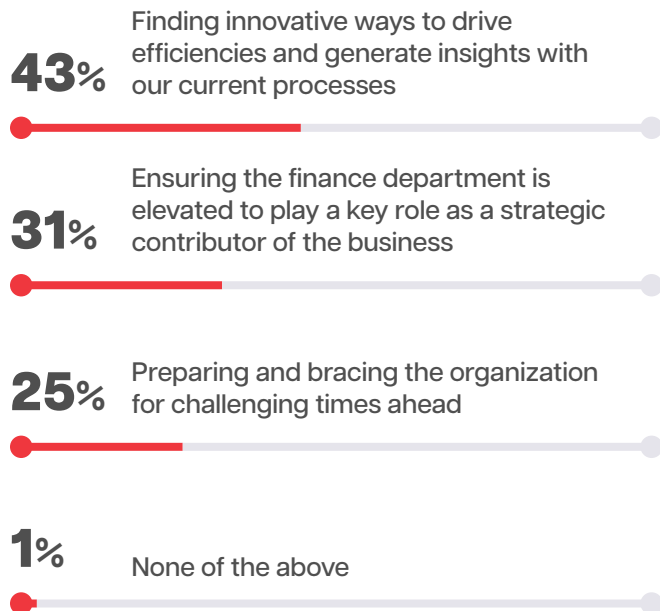 43%
Finding innovative ways to drive
efficiencies and generate insights with
our current processes
31%
Ensuring the finance department is
elevated to play a key role as a strategic
contributor of the business
25%
Preparing and bracing the organization
for challenging times ahead
1%
None of the above